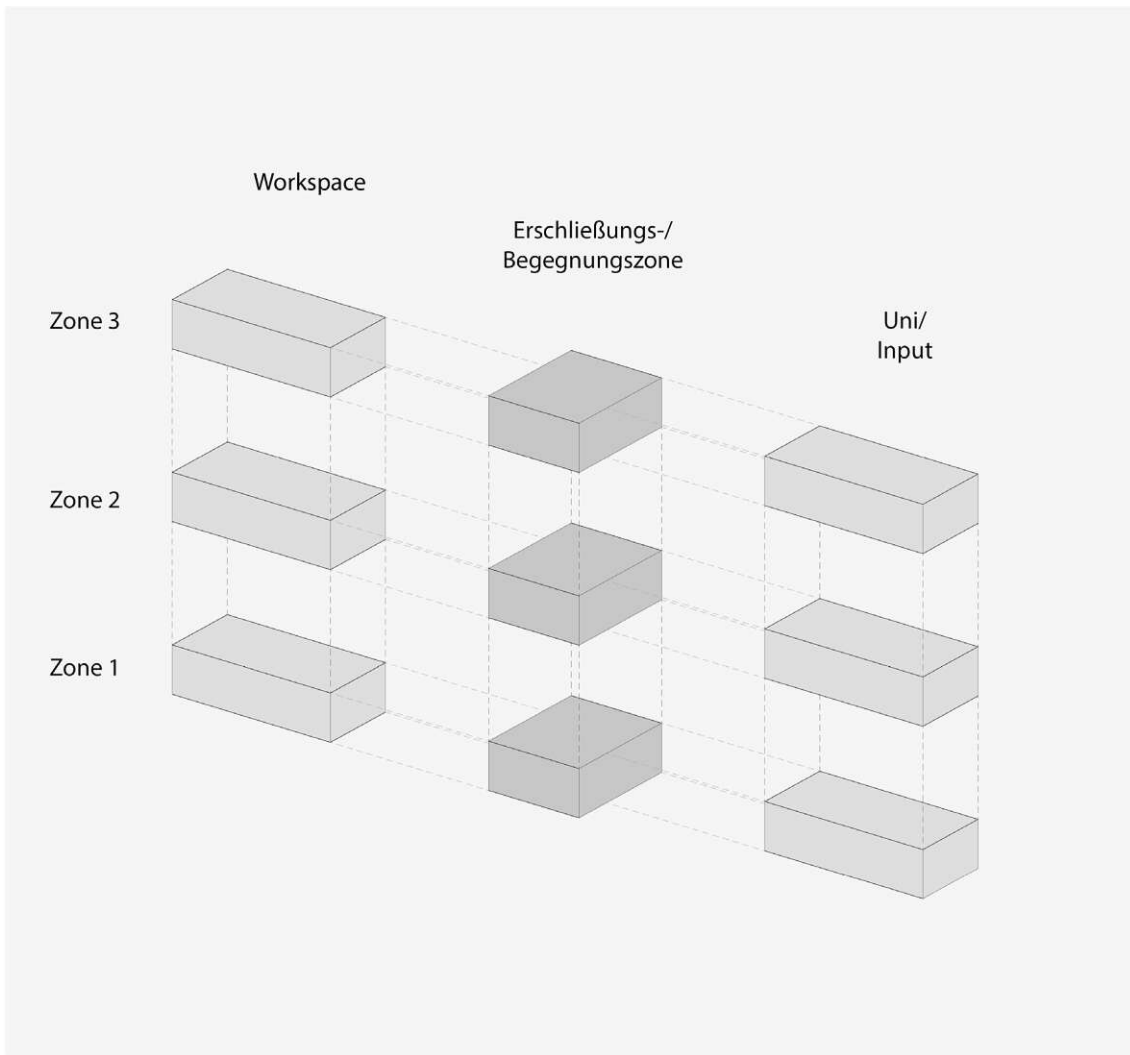 Workspace
Erschließungs-/
Begegnungszone
Uni/
Input
Zone 3
Zone 2
Zone 1